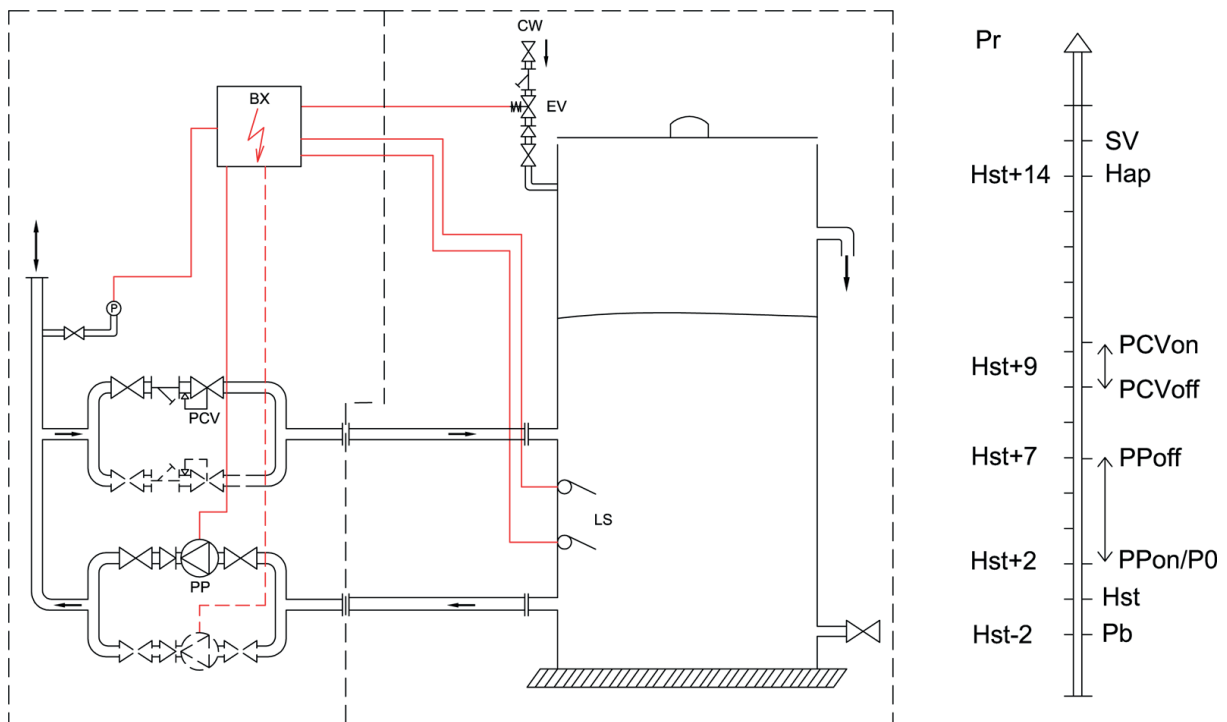 CW
BX
EV
P
PCV
LS
PP
Pr
SV
Hst+14
Hap
PCVon
Hst+9
PCVoff
Hst+7
PPoff
Hst+2
PPon/P0
Hst
Hst-2
Pb